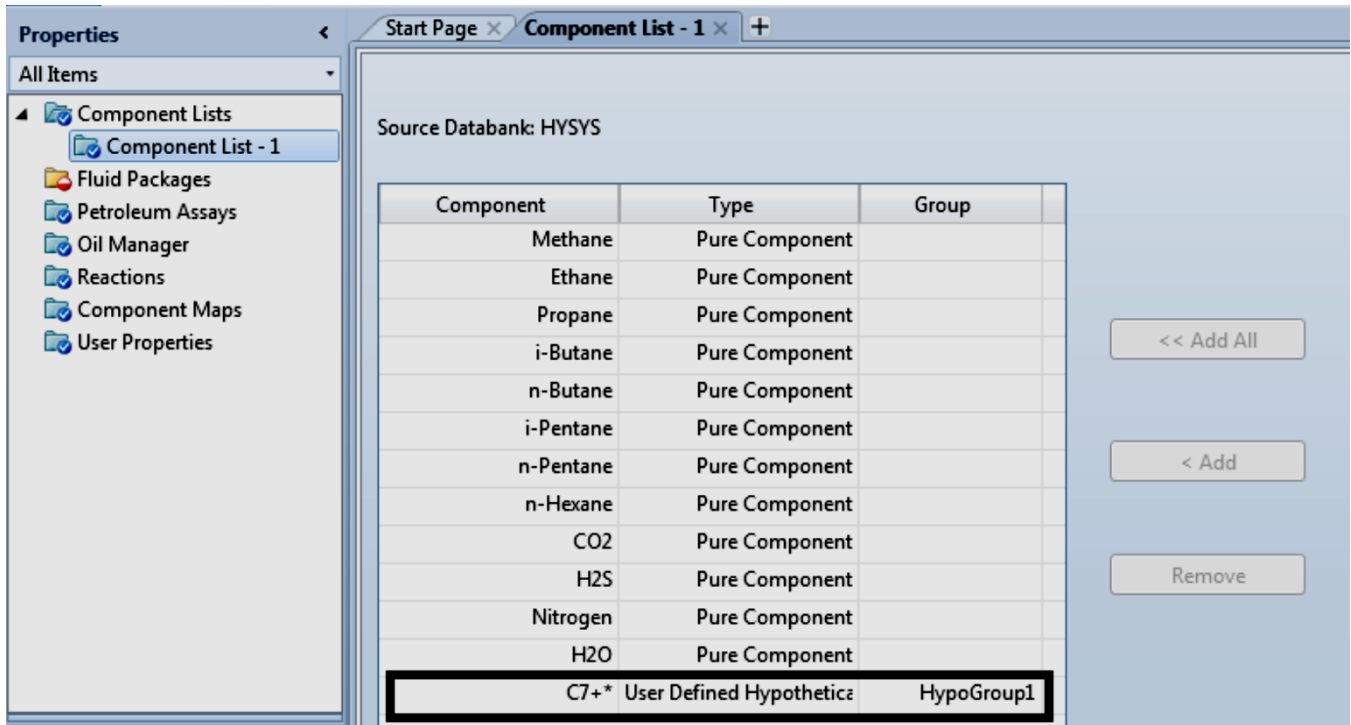 Properties
All Items
Component Lists
Component List - 1
Fluid Packages
Petroleum Assays
Oil Manager
Reactions
Component Maps
User Properties
Start Page Component List - 1
Source Databank: HYSYS
Component Type Group
Methane Pure Component
Ethane Pure Component
Propane Pure Component
i-Butane Pure Component
n-Butane Pure Component
i-Pentane Pure Component
n-Pentane Pure Component
n-Hexane Pure Component
CO2 Pure Component
H2S Pure Component
Nitrogen Pure Component
H2O Pure Component
C7+* User Defined Hypothetica HypoGroup1
<< Add All
< Add
Remove